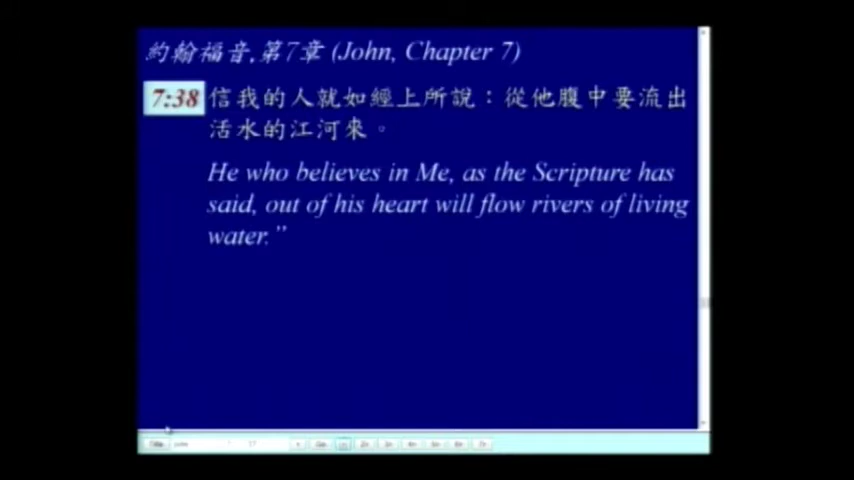 約翰福音,第7章 (John, Chapter 7)
7:38 信我的人就如經上所說：從他腹中要流出
活水的江河來。
He who believes in Me, as the Scripture has
said, out of his heart will flow rivers of living
water.”
Title